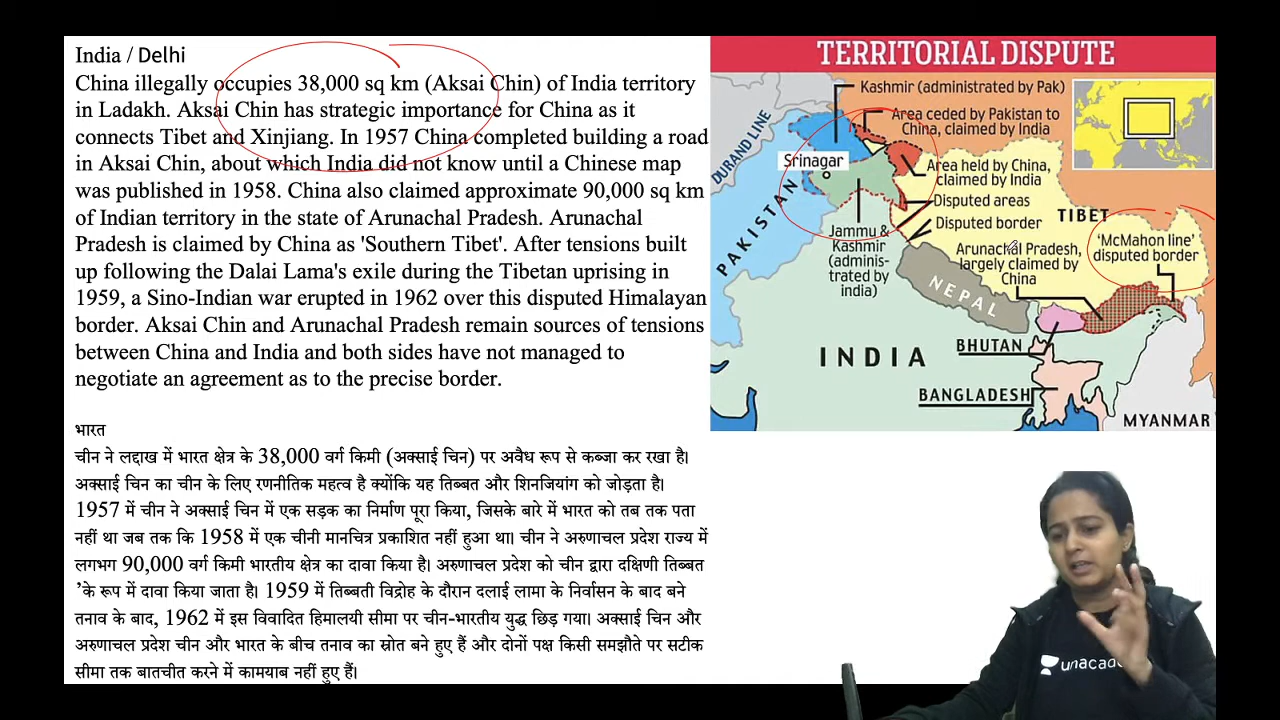 India / Delhi
China illegally occupies 38,000 sq km (Aksai Chin) of India territory
in Ladakh. Aksai Chin has strategic importance for China as it
connects Tibet and Xinjiang. In 1957 China completed building a road
in Aksai Chin, about which India did not know until a Chinese map
was published in 1958. China also claimed approximate 90,000 sq km
of Indian territory in the state of Arunachal Pradesh. Arunachal
Pradesh is claimed by China as 'Southern Tibet'. After tensions built
up following the Dalai Lama's exile during the Tibetan uprising in
1959, a Sino-Indian war erupted in 1962 over this disputed Himalayan
border. Aksai Chin and Arunachal Pradesh remain sources of tensions
between China and India and both sides have not managed to
negotiate an agreement as to the precise border.
भारत
चीन ने लद्दाख में भारत क्षेत्र के 38,000 वर्ग किमी (अक्साई चिन) पर अवैध रूप से कब्जा कर रखा है।
अक्साई चिन का चीन के लिए रणनीतिक महत्व है क्योंकि यह तिब्बत और शिनजियांग को जोड़ता है।
1957 में चीन ने अक्साई चिन में एक सड़क का निर्माण पूरा किया, जिसके बारे में भारत को तब तक पता
नहीं था जब तक कि 1958 में एक चीनी मानचित्र प्रकाशित नहीं हुआ था। चीन ने अरुणाचल प्रदेश राज्य में
लगभग 90,000 वर्ग किमी भारतीय क्षेत्र का दावा किया है। अरुणाचल प्रदेश को चीन द्वारा दक्षिणी तिब्बत
'के रूप में दावा किया जाता है। 1959 में तिब्बती विद्रोह के दौरान दलाई लामा के निर्वासन के बाद बने
तनाव के बाद, 1962 में इस विवादित हिमालयी सीमा पर चीन-भारतीय युद्ध छिड़ गया। अक्साई चिन और
अरुणाचल प्रदेश चीन और भारत के बीच तनाव का स्रोत बने हुए हैं और दोनों पक्ष किसी समझौते पर सटीक
सीमा तक बातचीत करने में कामयाब नहीं हुए हैं।
TERRITORIAL DISPUTE
Kashmir (administrated by Pak)
Area ceded by Pakistan to
China, claimed by India
DURAND LINE
Srinagar
Area held by China,
claimed by India
Disputed areas
PAKISTAN
Disputed border
TIBET
Jammu &
Kashmir
(adminis-
trated by
india)
Arunachal Pradesh,
largely claimed by
China
'McMahon line'
disputed border
NEPAL
BHUTAN
INDIA
BANGLADESH
MYANMAR
unacade